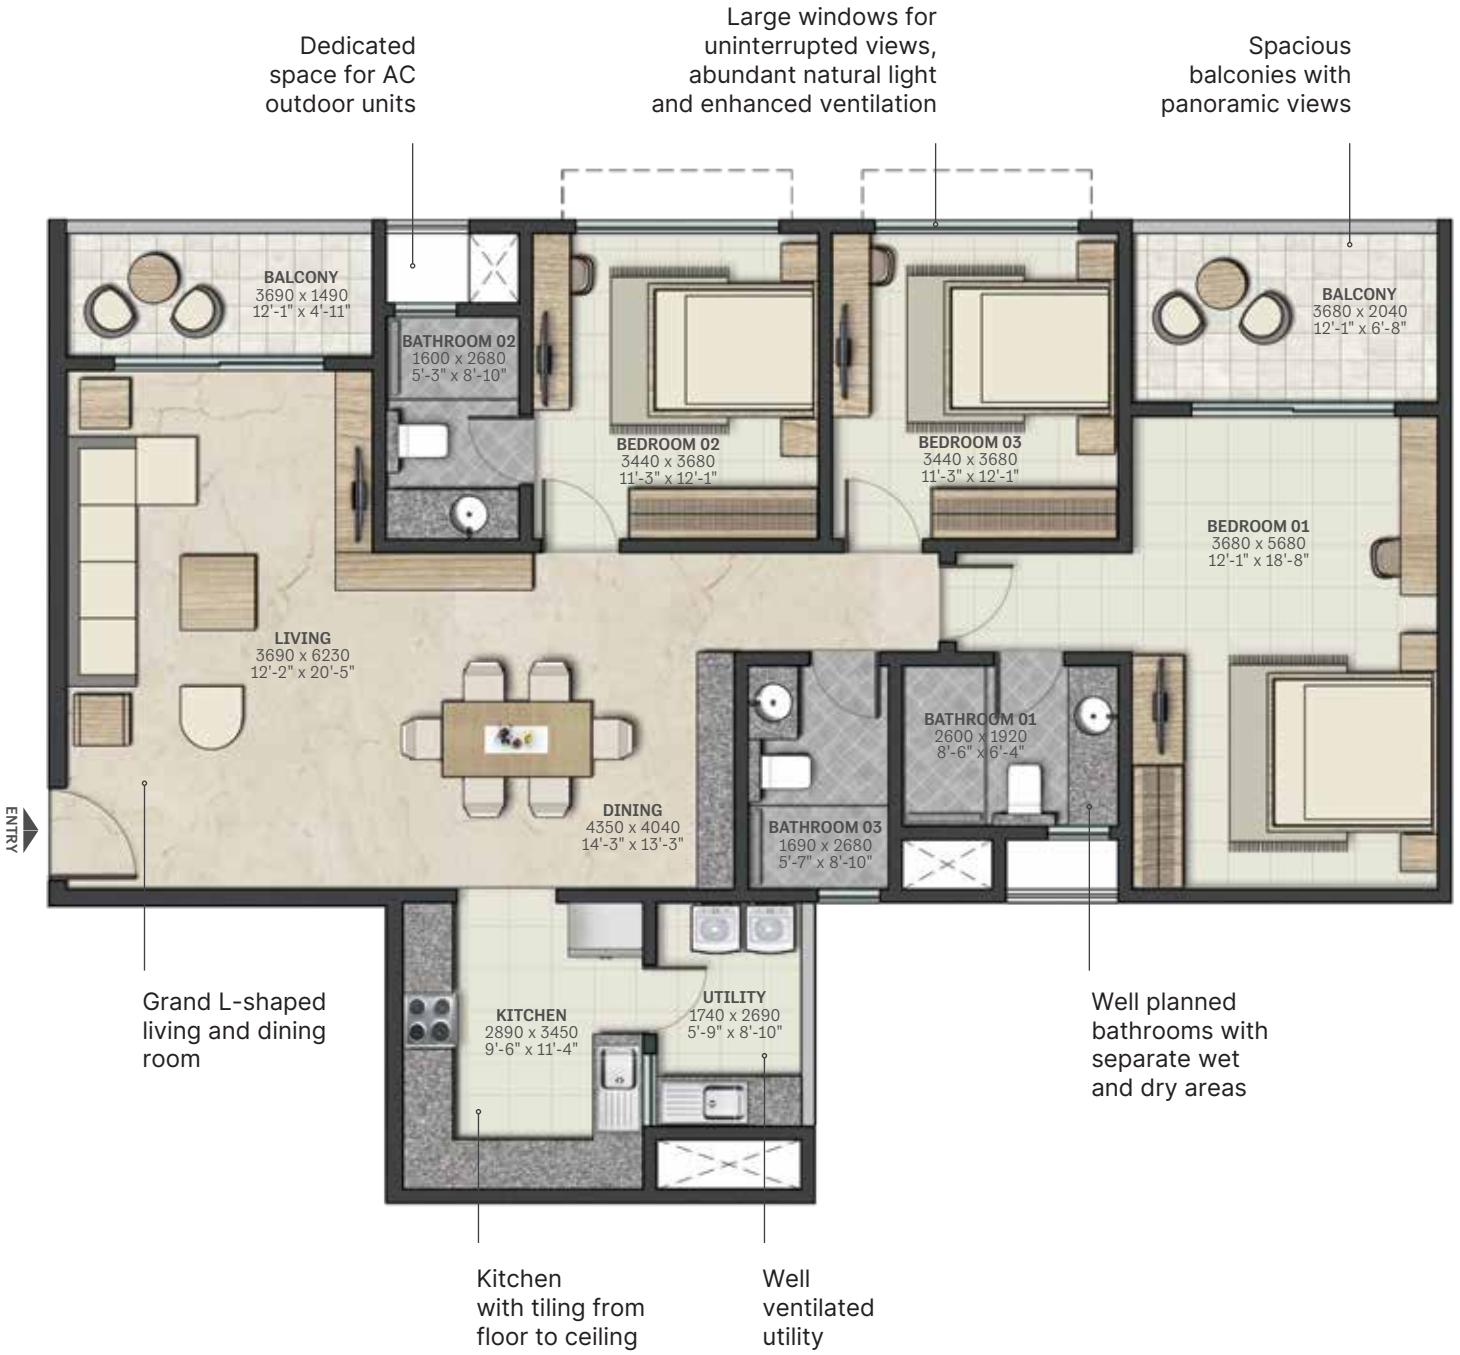 Dedicated
space for AC
outdoor units
Large windows for
uninterrupted views,
abundant natural light
and enhanced ventilation
Spacious
balconies with
panoramic views
BALCONY
3690 x 1490
12'-1" x 4'-11"
BATHROOM 02
1600 x 2680
5'-3" x 8'-10"
BEDROOM 02
3440 x 3680
11'-3" x 12'-1"
BEDROOM 03
3440 x 3680
11'-3" x 12'-1"
BALCONY
3680 x 2040
12'-1" x 6'-8"
BEDROOM 01
3680 x 5680
12'-1" x 18'-8"
LIVING
3690 x 6230
12'-2" x 20'-5"
DINING
4350 x 4040
14'-3" x 13'-3"
BATHROOM 03
1690 x 2680
5'-7" x 8'-10"
BATHROOM 01
2600 x 1920
8'-6" x 6'-4"
ENTRY
KITCHEN
2890 x 3450
9'-6" x 11'-4"
UTILITY
1740 x 2690
5'-9" x 8'-10"
Grand L-shaped
living and dining
room
Well planned
bathrooms with
separate wet
and dry areas
Kitchen
with tiling from
floor to ceiling
Well
ventilated
utility